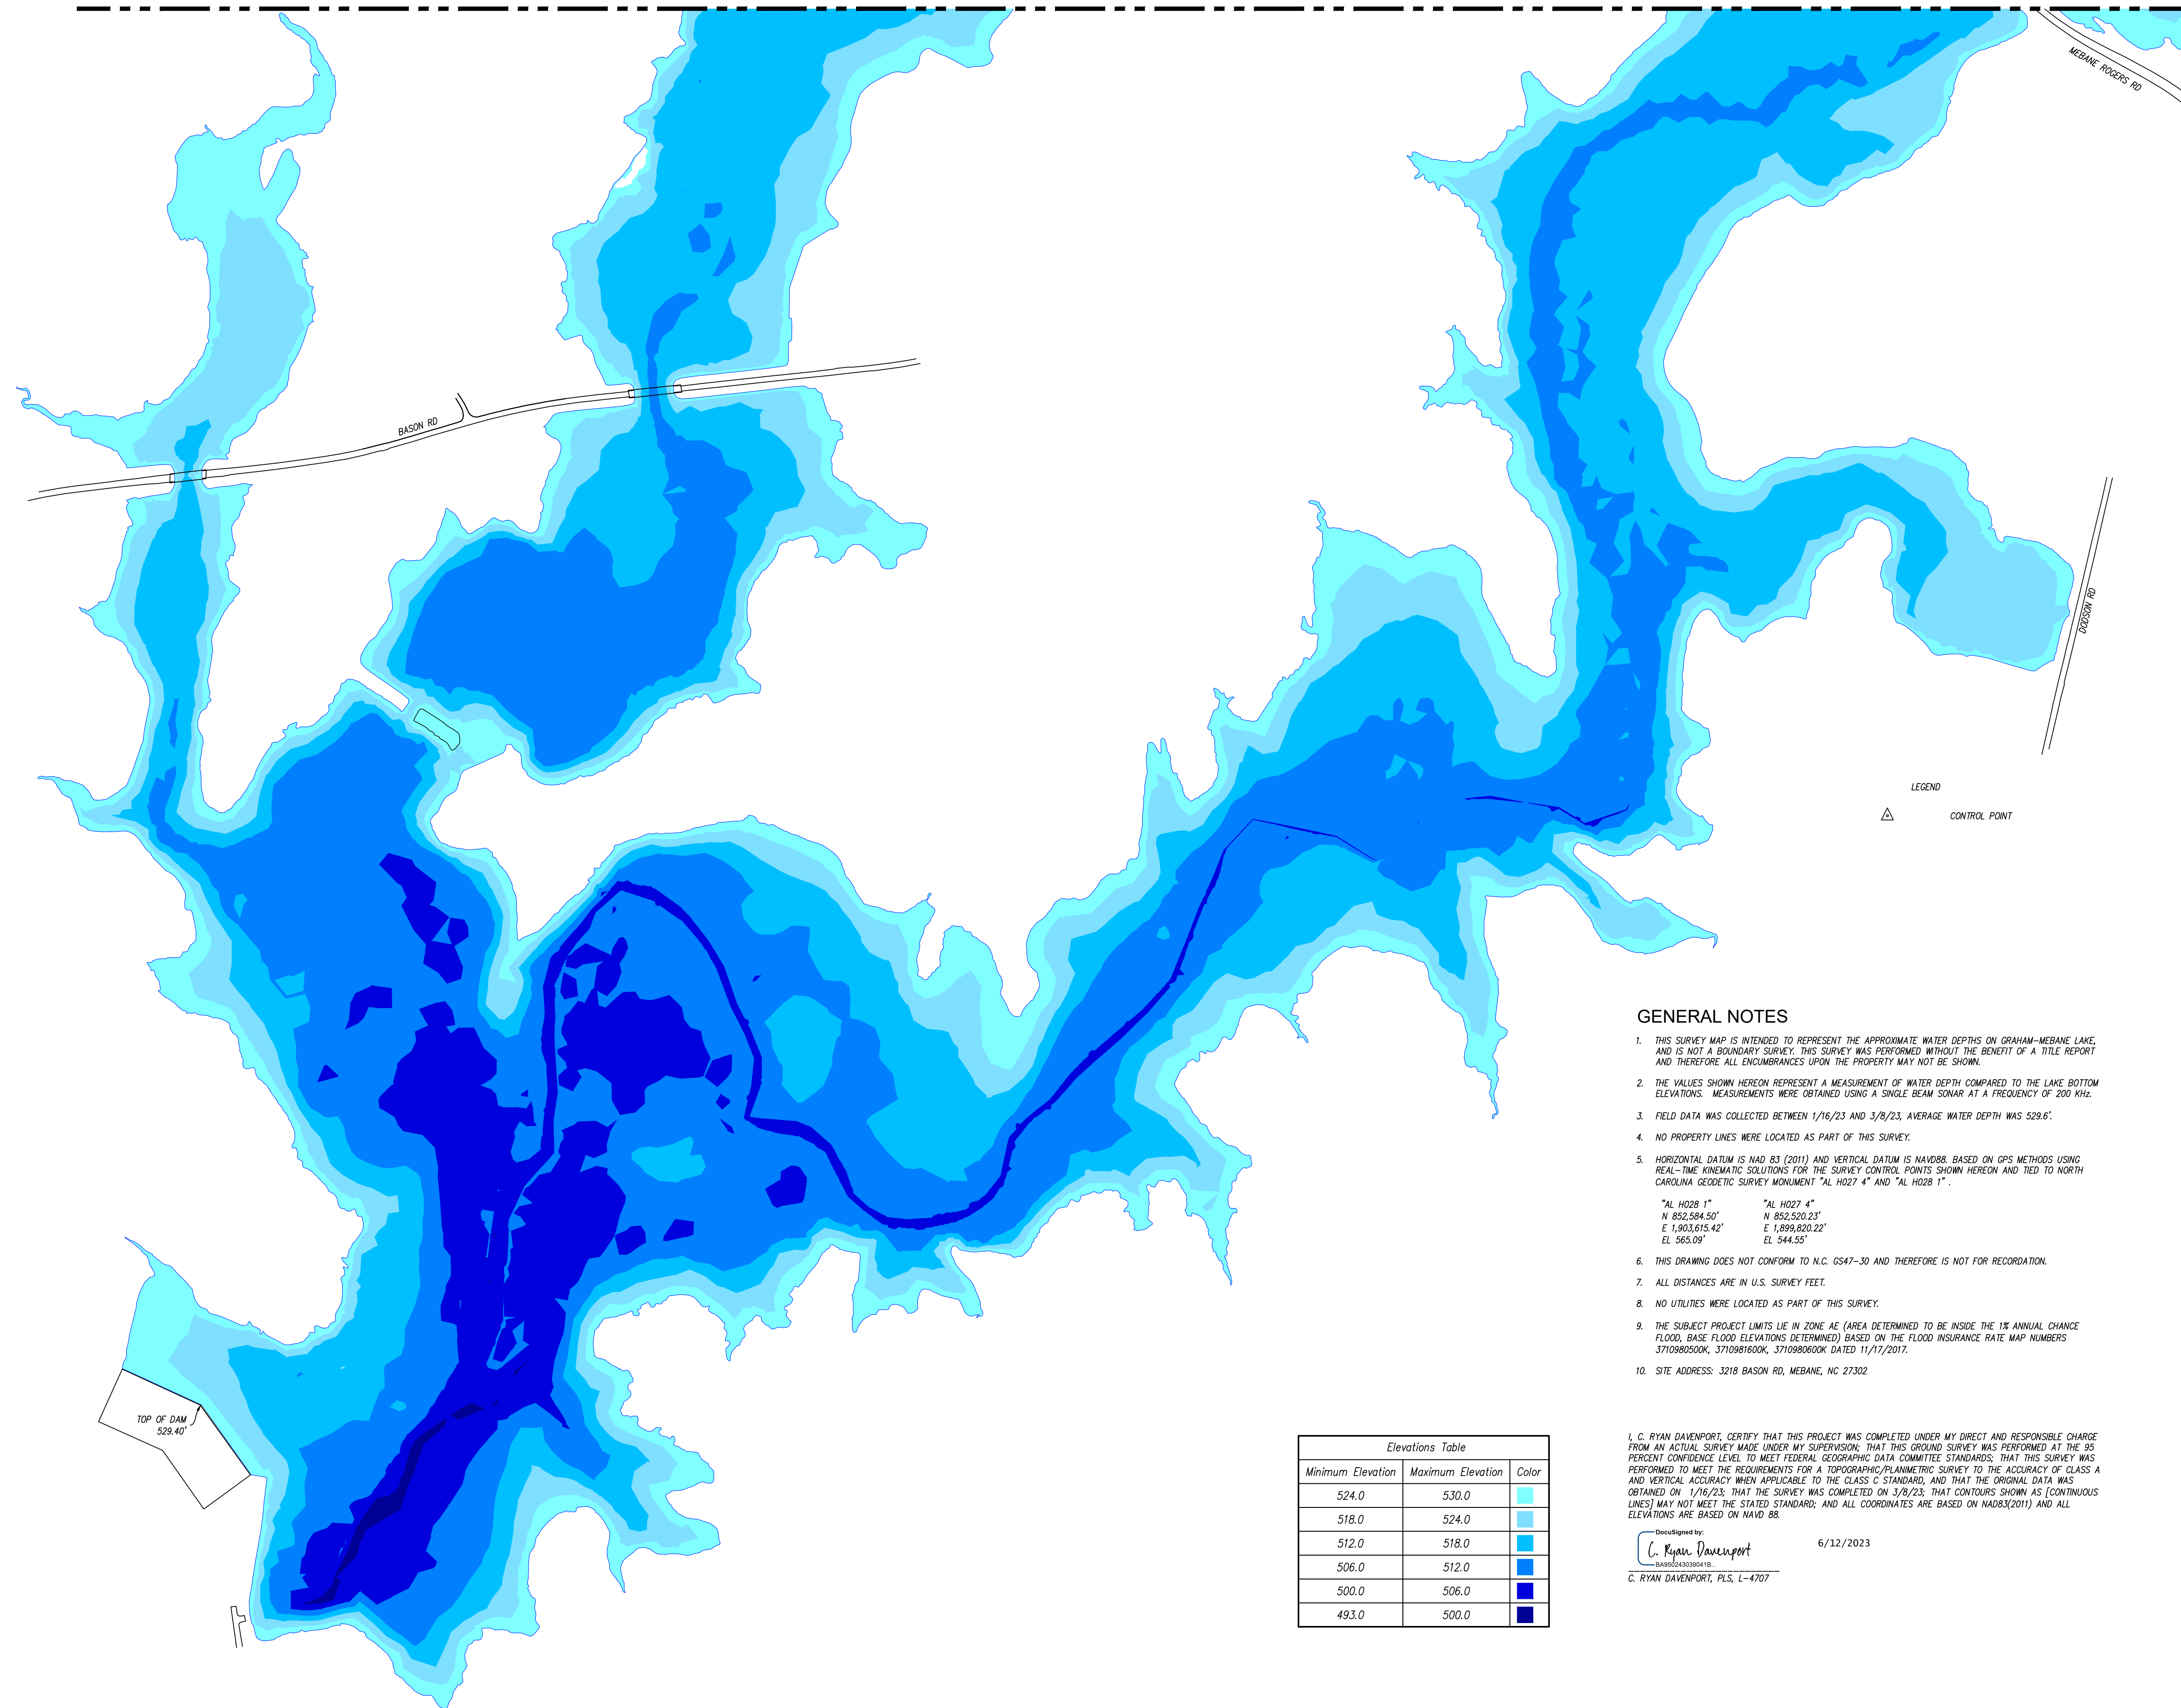 MEBANE ROGERS RD
BASON RD
DODSON RD
LEGEND
CONTROL POINT
GENERAL NOTES
1. THIS SURVEY MAP IS INTENDED TO REPRESENT THE APPROXIMATE WATER DEPTHS ON GRAHAM-MEBANE LAKE,
AND IS NOT A BOUNDARY SURVEY. THIS SURVEY WAS PERFORMED WITHOUT THE BENEFIT OF A TITLE REPORT
AND THEREFORE ALL ENCUMBRANCES UPON THE PROPERTY MAY NOT BE SHOWN.
2. THE VALUES SHOWN HEREON REPRESENT A MEASUREMENT OF WATER DEPTH COMPARED TO THE LAKE BOTTOM
ELEVATIONS. MEASUREMENTS WERE OBTAINED USING A SINGLE BEAM SONAR AT A FREQUENCY OF 200 KHz.
3. FIELD DATA WAS COLLECTED BETWEEN 1/16/23 AND 3/8/23, AVERAGE WATER DEPTH WAS 529.6'.
4. NO PROPERTY LINES WERE LOCATED AS PART OF THIS SURVEY.
5. HORIZONTAL DATUM IS NAD 83 (2011) AND VERTICAL DATUM IS NAVD88. BASED ON GPS METHODS USING
REAL-TIME KINEMATIC SOLUTIONS FOR THE SURVEY CONTROL POINTS SHOWN HEREON AND TIED TO NORTH
CAROLINA GEODETIC SURVEY MONUMENT "AL H027 4" AND "AL H028 1" .
"AL H028 1" "AL H027 4"
N 852,584.50' N 852,520.23'
E 1,903,615.42' E 1,899,820.22'
EL 565.09' EL 544.55'
6. THIS DRAWING DOES NOT CONFORM TO N.C. GS47-30 AND THEREFORE IS NOT FOR RECORDATION.
7. ALL DISTANCES ARE IN U.S. SURVEY FEET.
8. NO UTILITIES WERE LOCATED AS PART OF THIS SURVEY.
9. THE SUBJECT PROJECT LIMITS LIE IN ZONE AE (AREA DETERMINED TO BE INSIDE THE 1% ANNUAL CHANCE
FLOOD, BASE FLOOD ELEVATIONS DETERMINED) BASED ON THE FLOOD INSURANCE RATE MAP NUMBERS
3710980500K, 3710981600K, 3710980600K DATED 11/17/2017.
10. SITE ADDRESS: 3218 BASON RD, MEBANE, NC 27302
TOP OF DAM
529.40'
Elevations Table
Minimum Elevation Maximum Elevation Color
524.0 530.0
518.0 524.0
512.0 518.0
506.0 512.0
500.0 506.0
493.0 500.0
I, C. RYAN DAVENPORT, CERTIFY THAT THIS PROJECT WAS COMPLETED UNDER MY DIRECT AND RESPONSIBLE CHARGE
FROM AN ACTUAL SURVEY MADE UNDER MY SUPERVISION; THAT THIS GROUND SURVEY WAS PERFORMED AT THE 95
PERCENT CONFIDENCE LEVEL TO MEET FEDERAL GEOGRAPHIC DATA COMMITTEE STANDARDS; THAT THIS SURVEY WAS
PERFORMED TO MEET THE REQUIREMENTS FOR A TOPOGRAPHIC/PLANIMETRIC SURVEY TO THE ACCURACY OF CLASS A
AND VERTICAL ACCURACY WHEN APPLICABLE TO THE CLASS C STANDARD, AND THAT THE ORIGINAL DATA WAS
OBTAINED ON 1/16/23; THAT THE SURVEY WAS COMPLETED ON 3/8/23; THAT CONTOURS SHOWN AS [CONTINUOUS
LINES] MAY NOT MEET THE STATED STANDARD; AND ALL COORDINATES ARE BASED ON NAD83(2011) AND ALL
ELEVATIONS ARE BASED ON NAVD 88.
DocuSigned by:
C. Ryan Davenport
BA950243039041B...
6/12/2023
C. RYAN DAVENPORT, PLS, L-4707